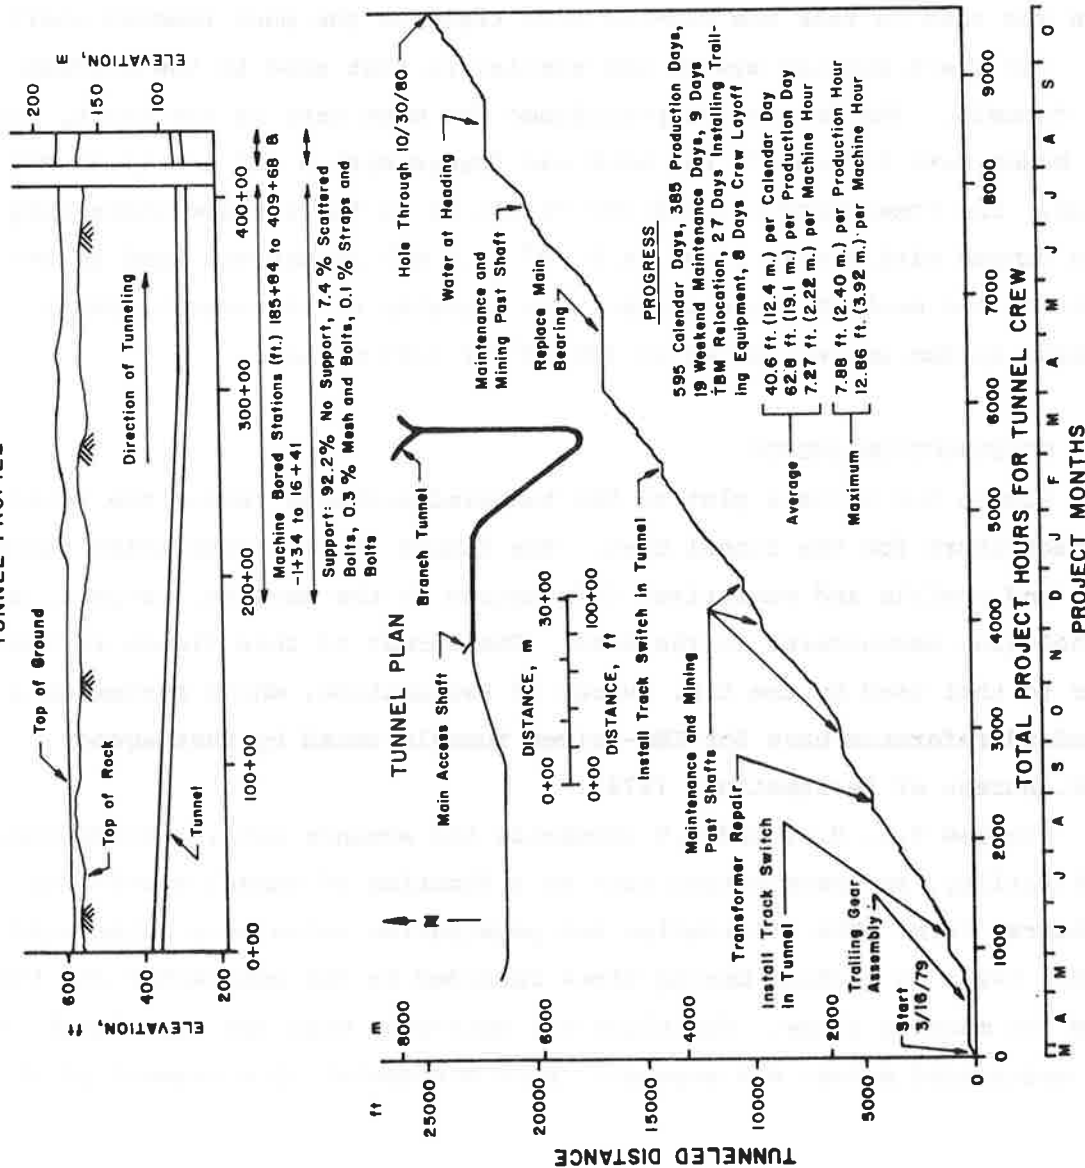 TUNNEL PROFILE
ELEVATION, ft
600
400
200
ELEVATION, m
200
150
100
Top of Ground
Top of Rock
Tunnel
Direction of Tunneling
0+00
100+00
200+00
300+00
400+00
Machine Bored Stations (ft.) 185+84 to 409+68 &
-1+34 to 16+41
Support: 92.2% No Support, 7.4% Scattered
Bolts, 0.3% Mesh and Bolts, 0.1% Straps and
Bolts
TUNNEL PLAN
Main Access Shaft
Branch Tunnel
N
DISTANCE, m
0+00
30+00
0+00
100+00
DISTANCE, ft
TUNNELLED DISTANCE
ft
25000
20000
15000
10000
5000
0
m
8000
6000
4000
2000
Start
3/16/79
Trailing Gear
Assembly
Install Track Switch
In Tunnel
Transformer Repair
Maintenance and Mining
Past Shafts
Install Track Switch in Tunnel
Replace Main
Bearing
Maintenance and
Mining Past Shaft
Water at Heading
Hole Through 10/30/80
PROGRESS
595 Calendar Days, 385 Production Days,
19 Weekend Maintenance Days, 9 Days
TBM Relocation, 27 Days Installing Trail-
ing Equipment, 8 Days Crew Layoff
Average
40.6 ft. (12.4 m.) per Calendar Day
62.8 ft. (19.1 m.) per Production Day
7.27 ft. (2.22 m.) per Machine Hour
Maximum
7.88 ft. (2.40 m.) per Production Hour
12.86 ft. (3.92 m.) per Machine Hour
0
1000
2000
3000
4000
5000
6000
7000
8000
9000
TOTAL PROJECT HOURS FOR TUNNEL CREW
M A M J J A S O N D J F M A M J J A S O
PROJECT MONTHS